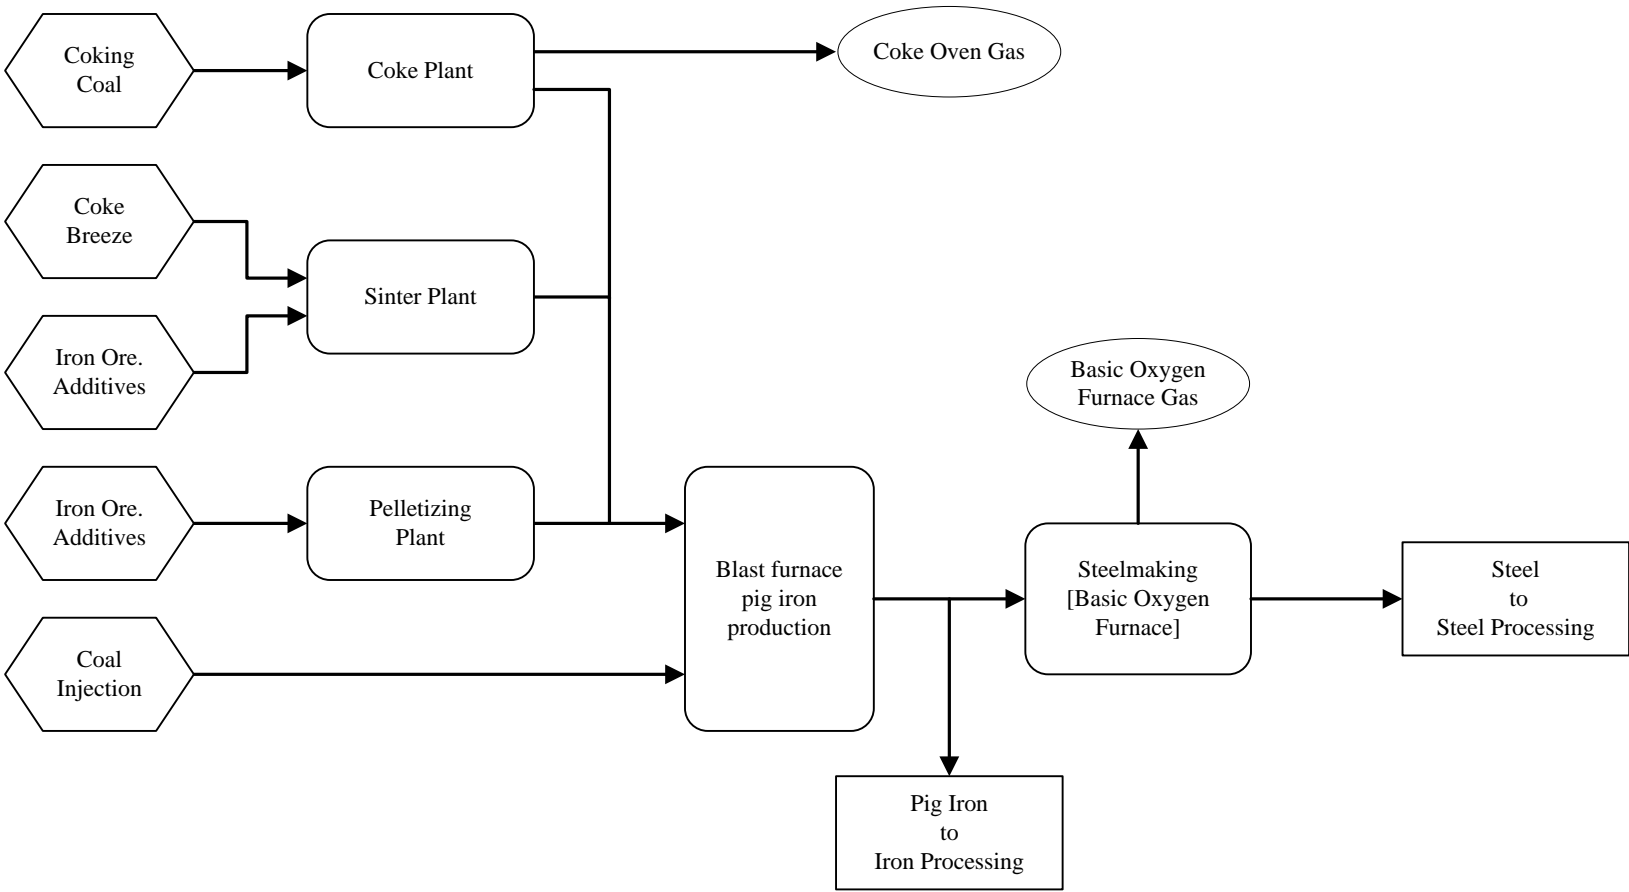 Coking
Coal
Coke Plant
Coke Oven Gas
Coke
Breeze
Sinter Plant
Iron Ore.
Additives
Basic Oxygen
Furnace Gas
Iron Ore.
Additives
Pelletizing
Plant
Blast furnace
pig iron
production
Steelmaking
[Basic Oxygen
Furnace]
Steel
to
Steel Processing
Coal
Injection
Pig Iron
to
Iron Processing